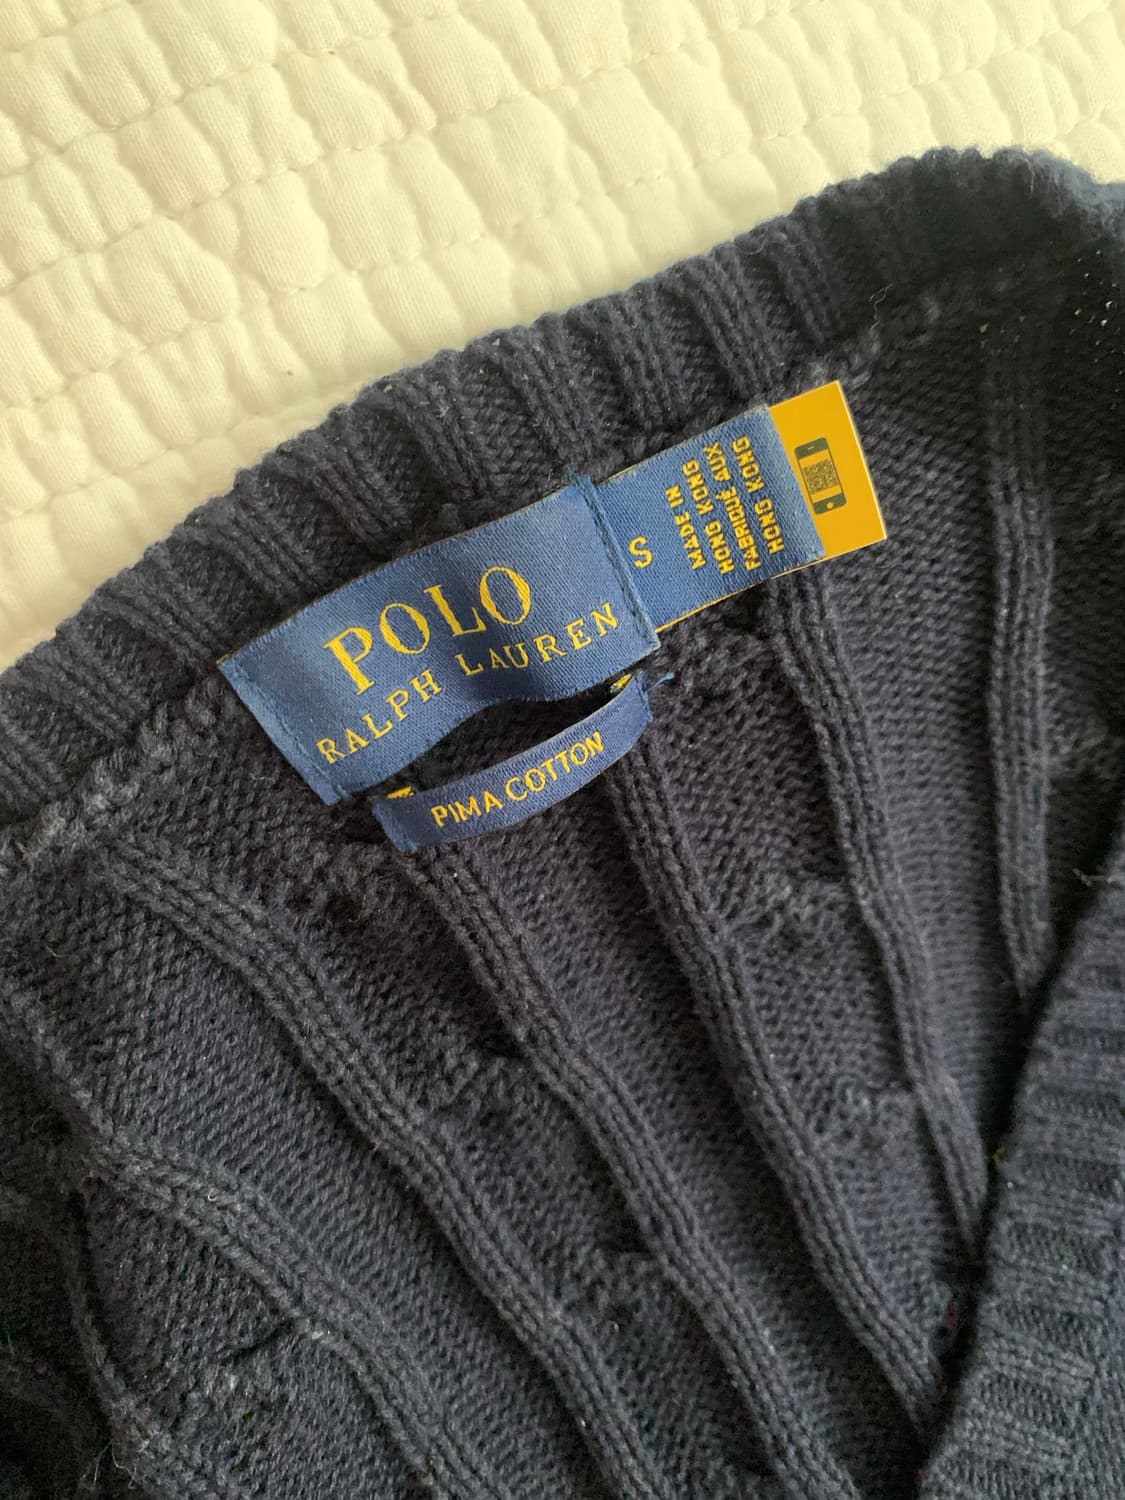 POLO
RALPH LAUREN
PIMA COTTON
S
MADE IN
HONG KONG
FABRIQUÉ AUX
HONG KONG